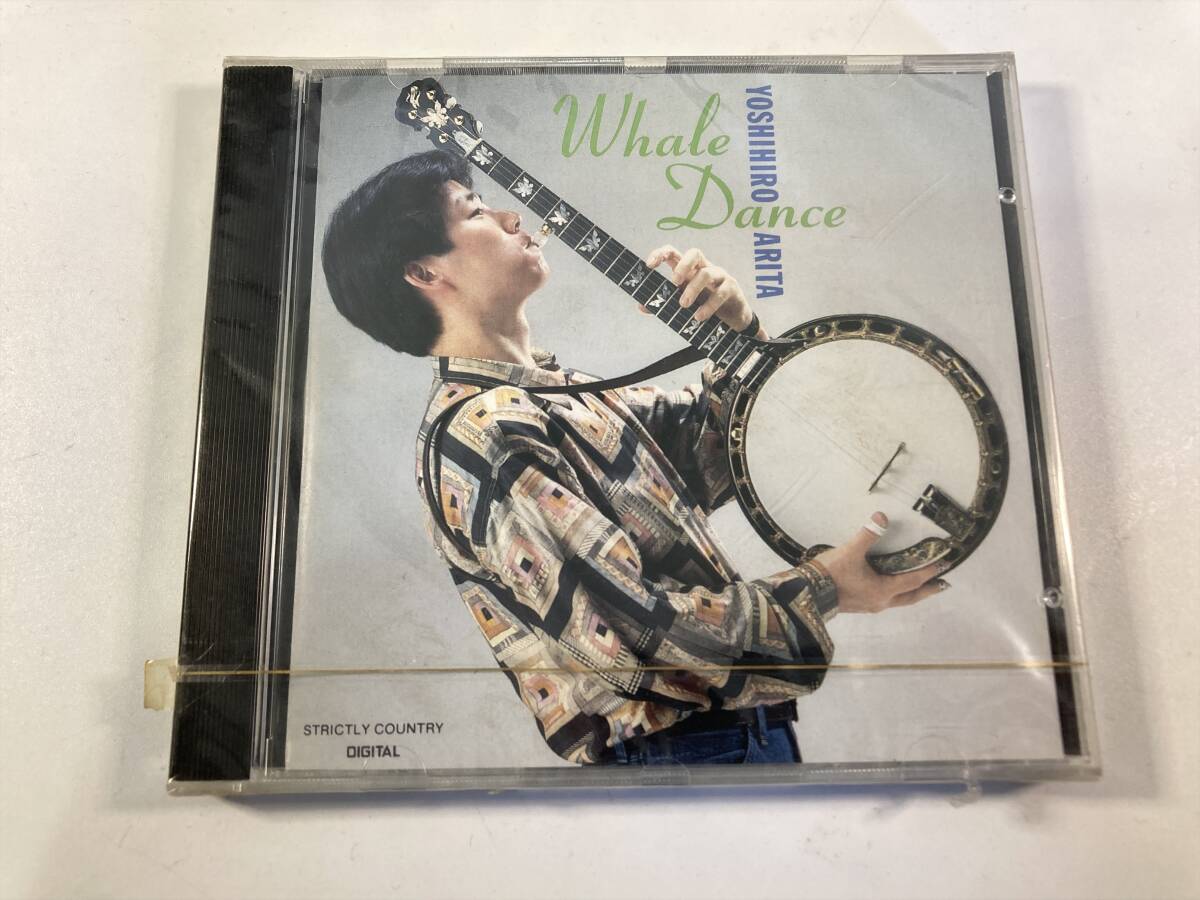 Whale
Dance
YOSHIHIRO ARITA
STRICTLY COUNTRY
DIGITAL